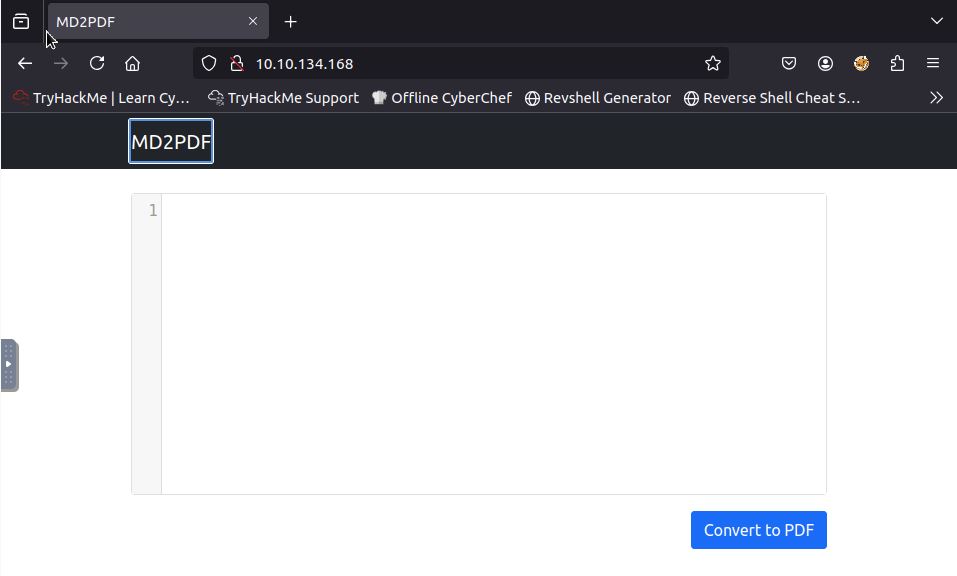 MD2PDF
10.10.134.168
TryHackMe | Learn Cy... TryHackMe Support Offline CyberChef Revshell Generator Reverse Shell Cheat S...
MD2PDF
1
Convert to PDF